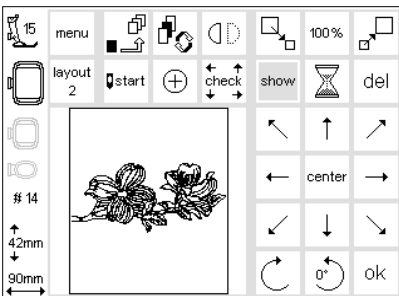 15
menu
100%
layout
2
start
check
show
del
# 14
center
42mm
90mm
0°
ok